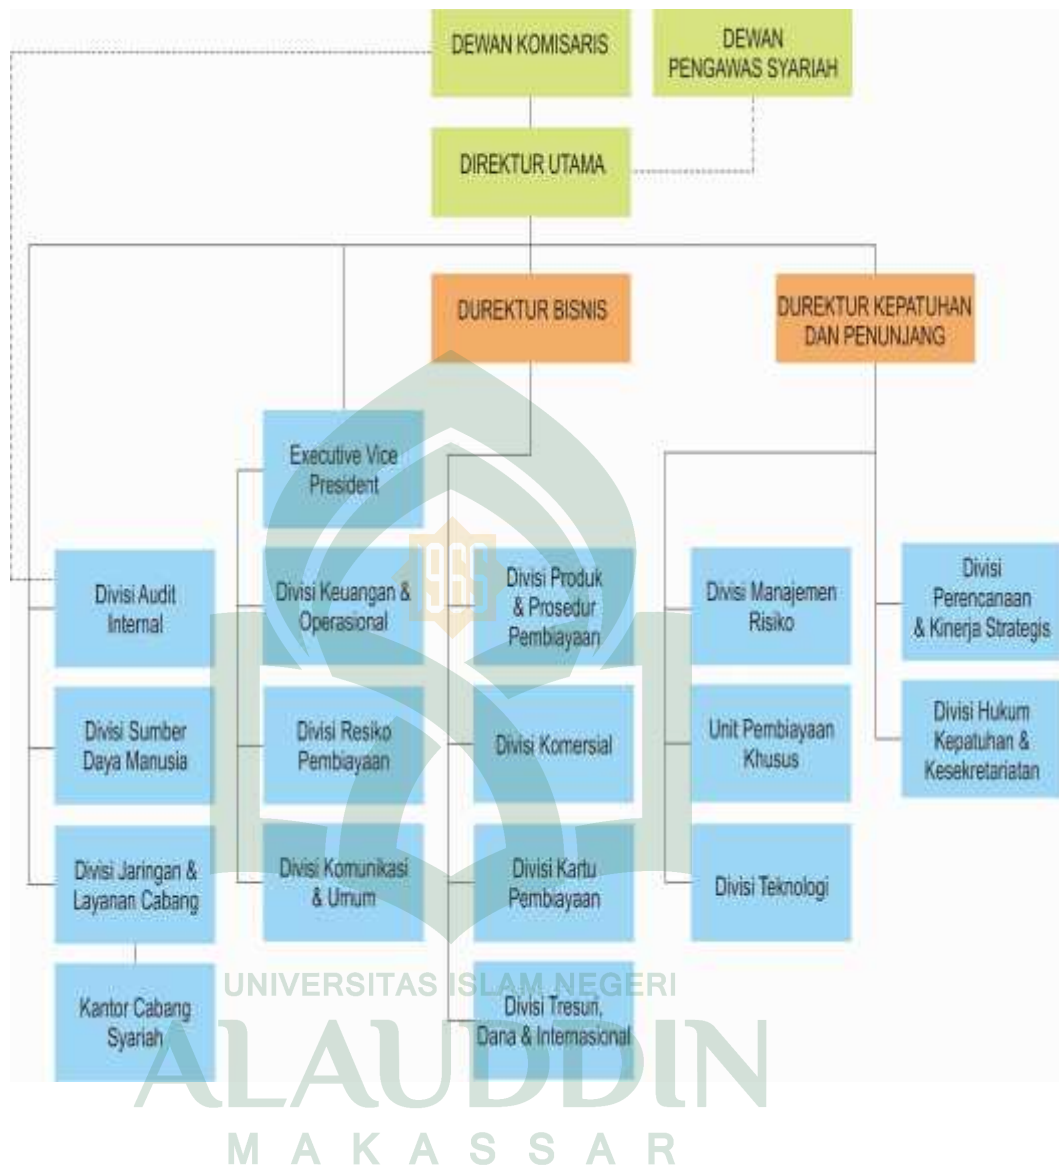 DEWAN KOMISARIS
DEWAN
PENGAWAS SYARIAH
DIREKTUR UTAMA
DUREKTUR BISNIS
DUREKTUR KEPATUHAN
DAN PENUNJANG
Executive Vice
President
Divisi Audit
Internal
Divisi Keuangan &
Operasional
Divisi Produk
& Prosedur
Pembiayaan
Divisi Manajemen
Risiko
Divisi
Perencanaan
& Kinerja Strategis
Divisi Sumber
Daya Manusia
Divisi Resiko
Pembiayaan
Divisi Komersial
Unit Pembiayaan
Khusus
Divisi Hukum
Kepatuhan &
Kesekretariatan
Divisi Jaringan &
Layanan Cabang
Divisi Komunikasi
& Umum
Divisi Kartu
Pembiayaan
Divisi Teknologi
Kantor Cabang
Syariah
Divisi Tresuri,
Dana & Internasional
1965
UNIVERSITAS ISLAM NEGERI
ALAUDDIN
MAKASSAR